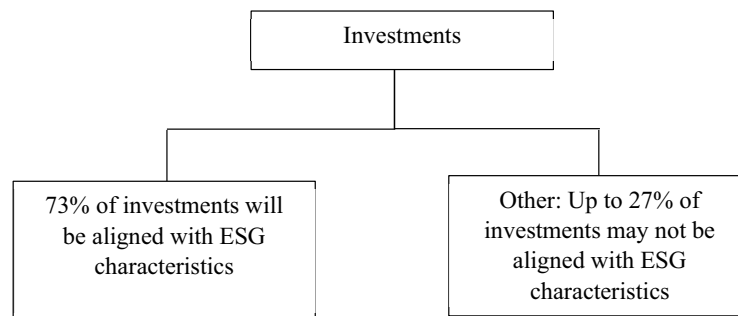 Investments
73% of investments will
be aligned with ESG
characteristics
Other: Up to 27% of
investments may not be
aligned with ESG
characteristics